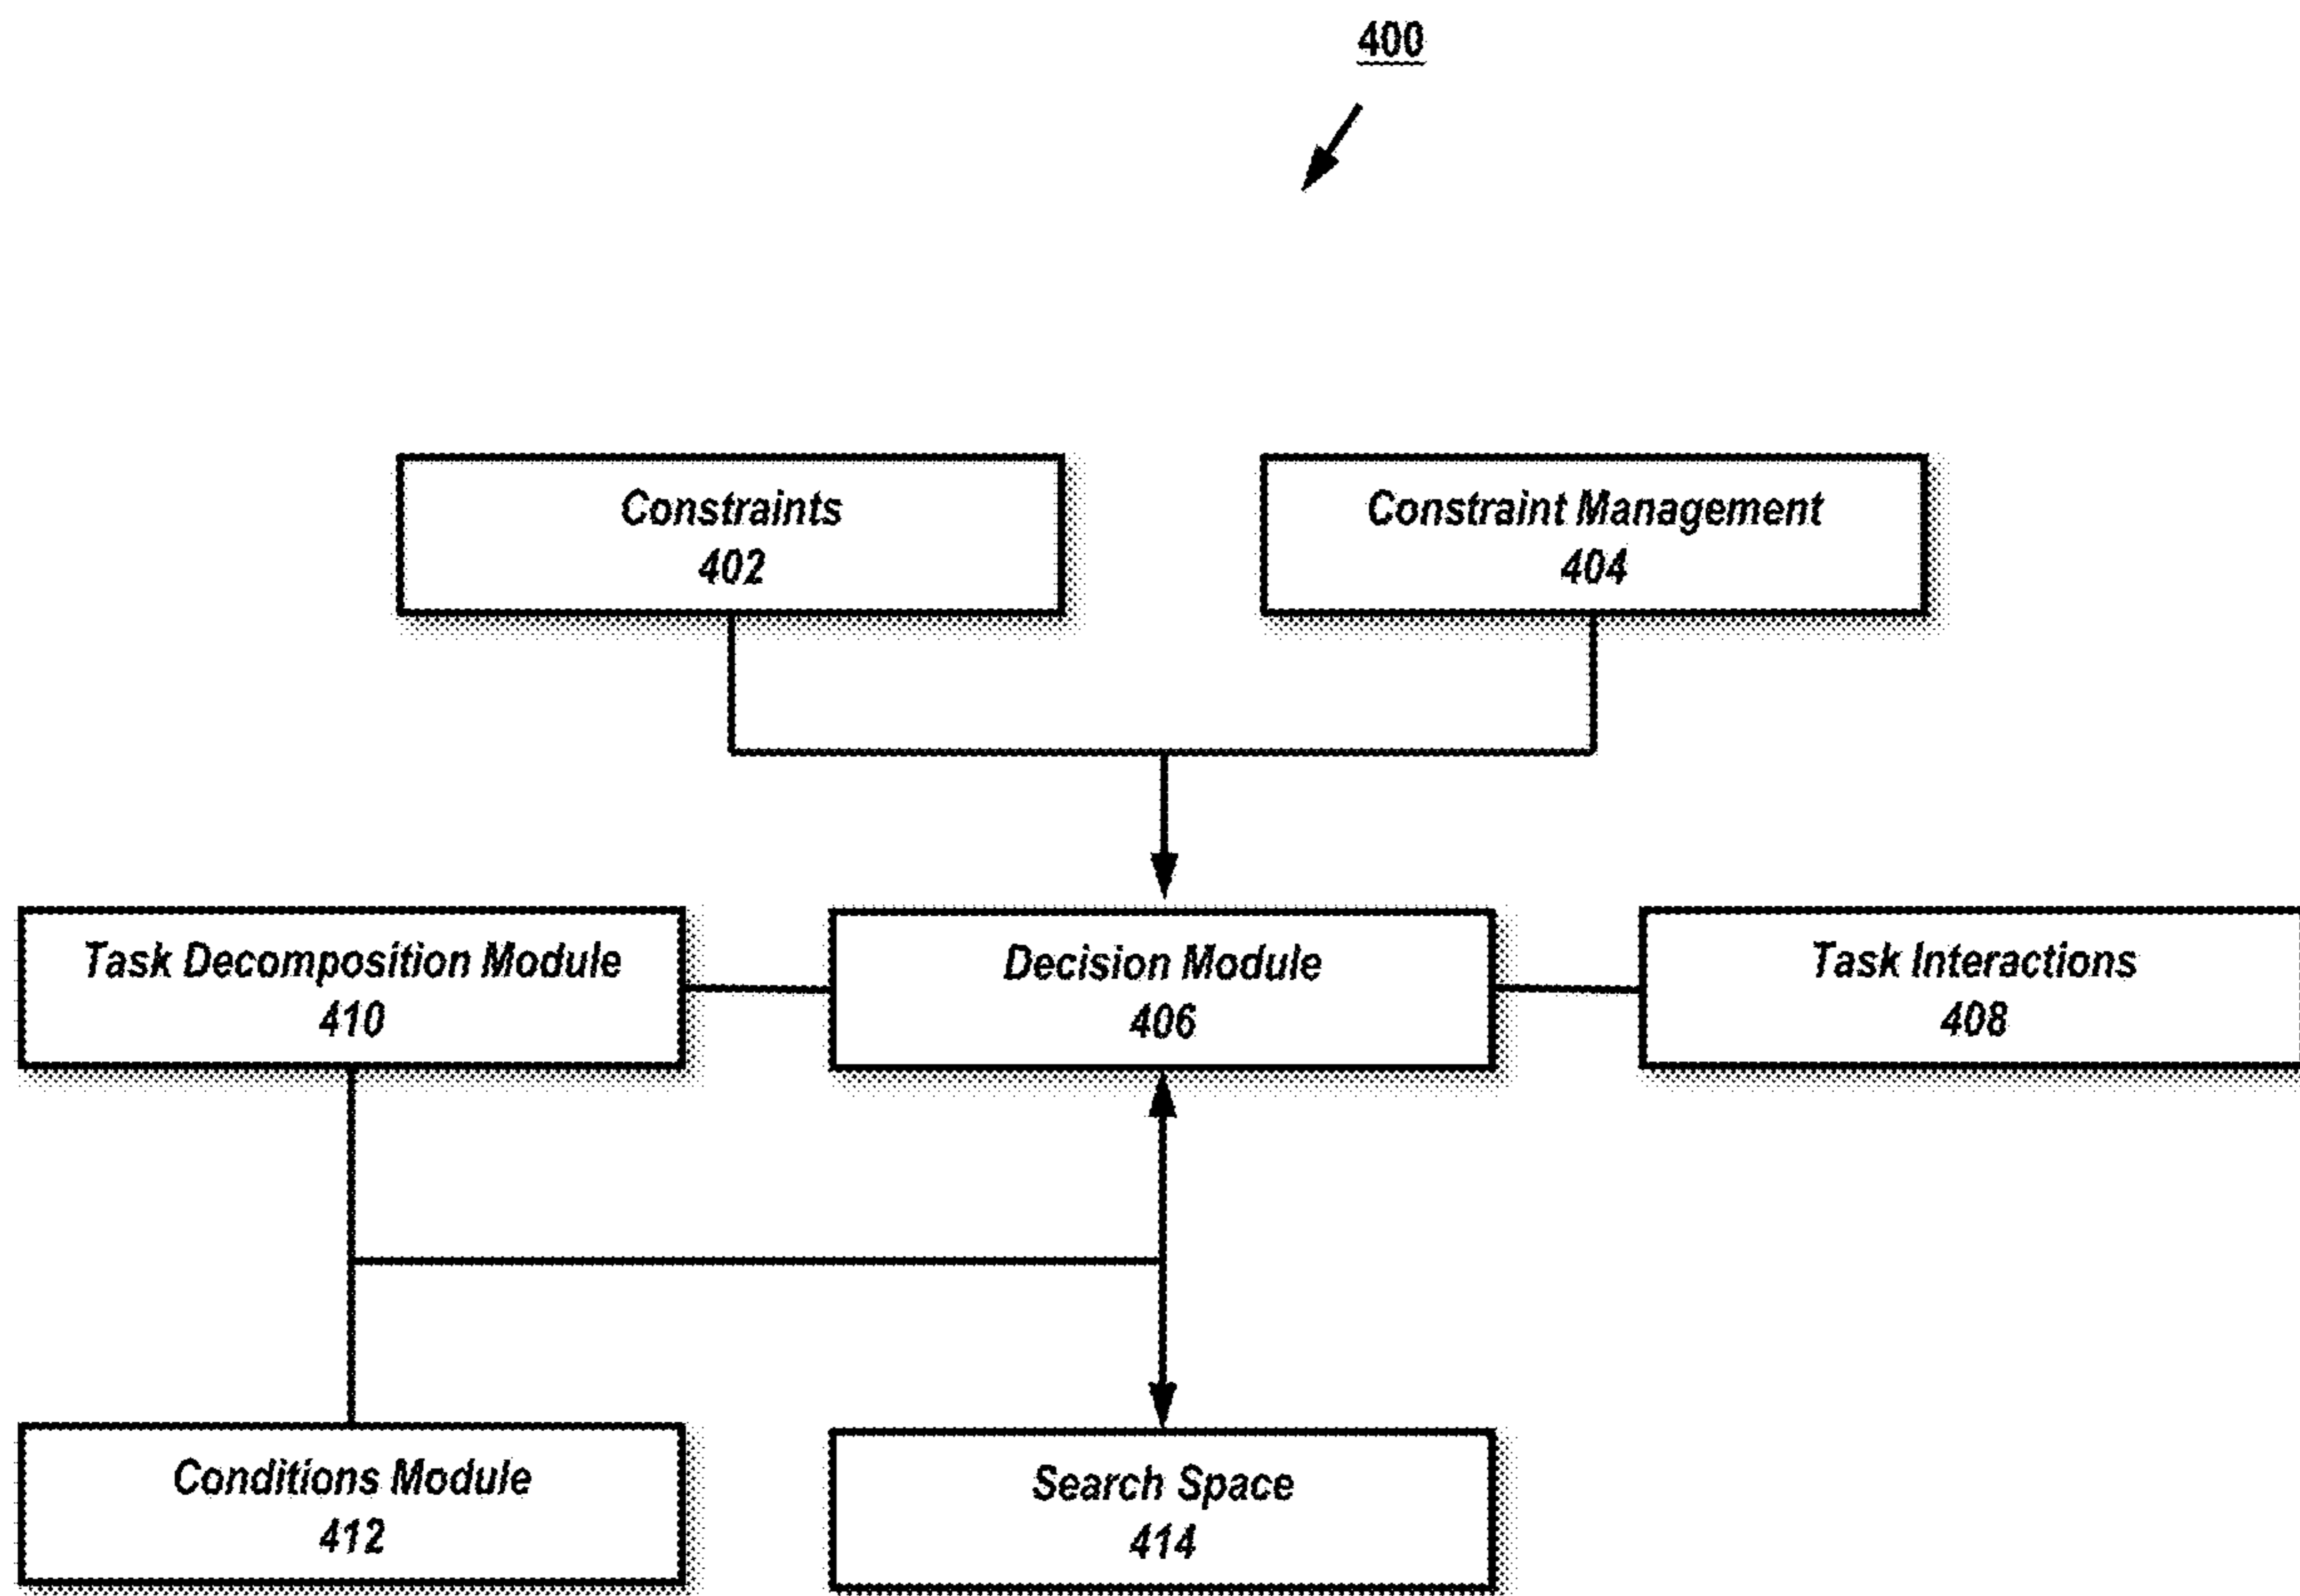 400
Constraints
402
Constraint Management
404
Task Decomposition Module
410
Decision Module
406
Task Interactions
408
Conditions Module
412
Search Space
414